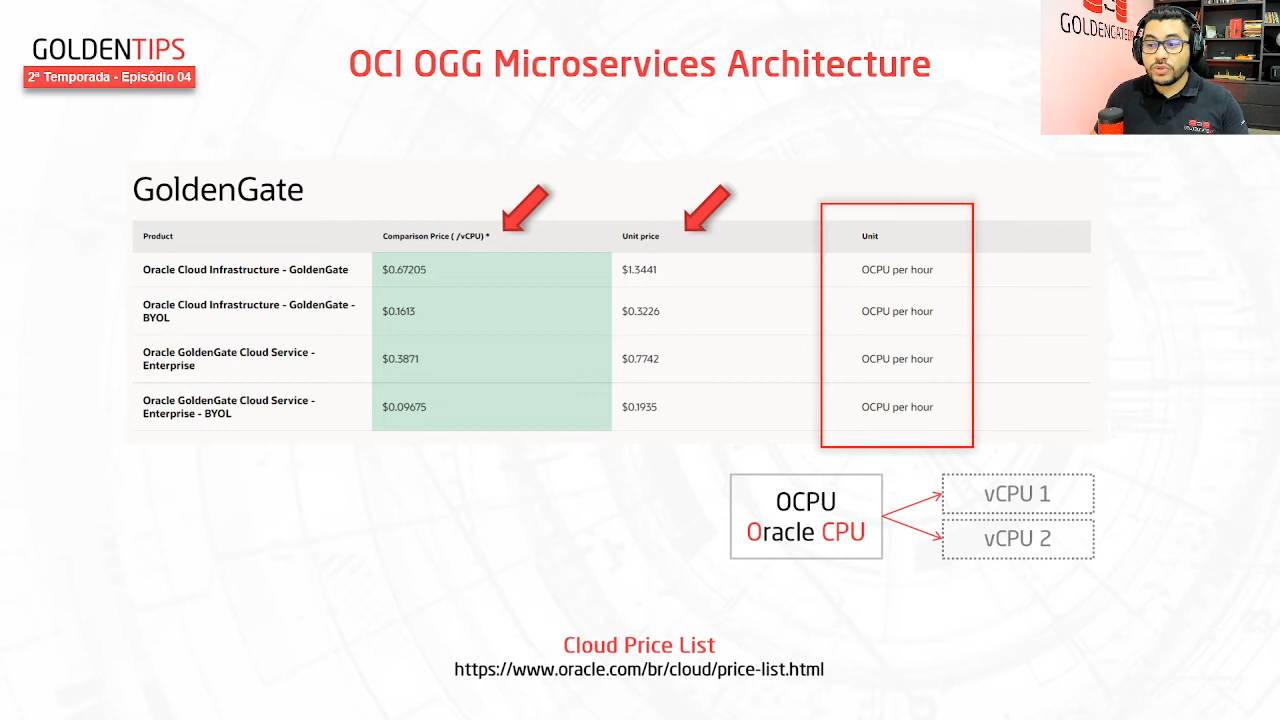 GOLDENTIPS
2ª Temporada - Episódio 04
OCI OGG Microservices Architecture
GOLDENGATE
GoldenGate
Product Comparison Price ( /vCPU) * Unit price Unit
Oracle Cloud Infrastructure - GoldenGate $0.67205 $1.3441 OCPU per hour
Oracle Cloud Infrastructure - GoldenGate -
BYOL $0.1613 $0.3226 OCPU per hour
Oracle GoldenGate Cloud Service -
Enterprise $0.3871 $0.7742 OCPU per hour
Oracle GoldenGate Cloud Service -
Enterprise - BYOL $0.09675 $0.1935 OCPU per hour
OCPU
Oracle CPU
vCPU 1
vCPU 2
Cloud Price List
https://www.oracle.com/br/cloud/price-list.html